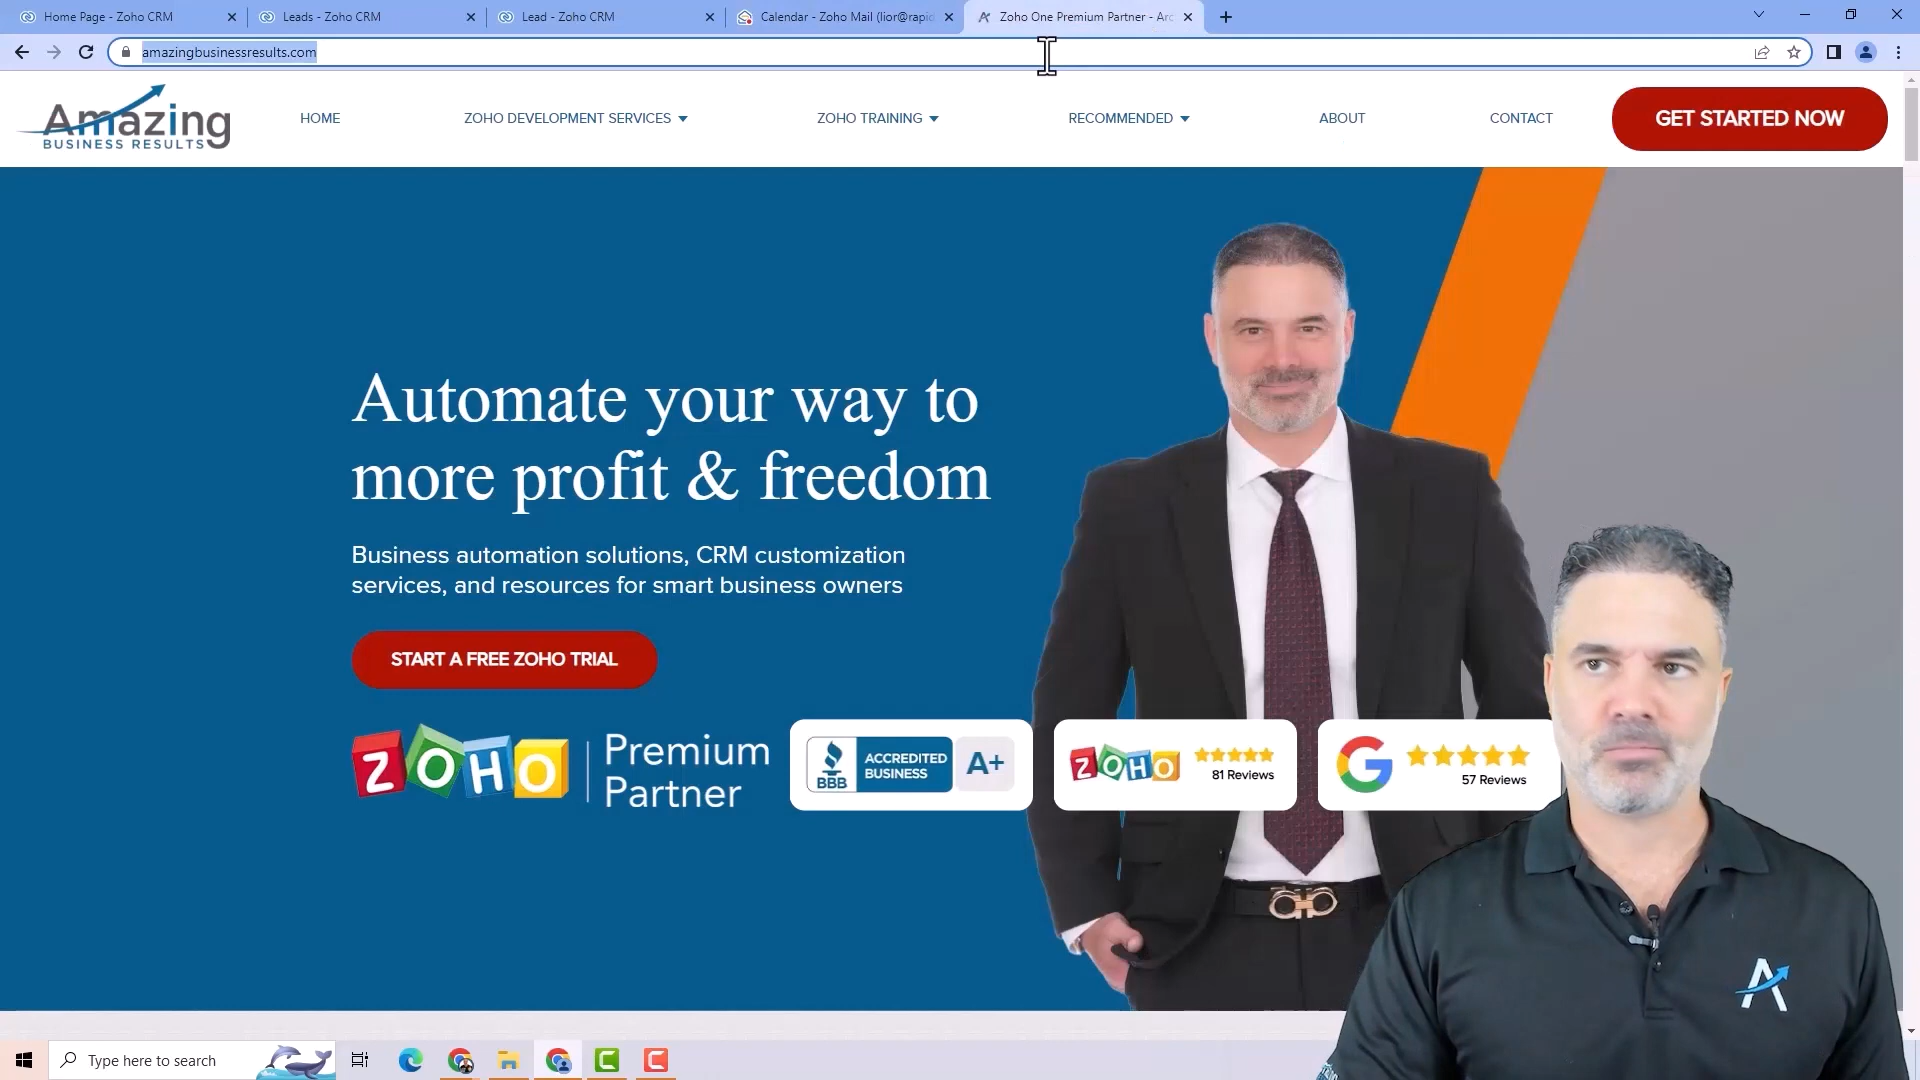 Home Page - Zoho CRM
Leads - Zoho CRM
Lead - Zoho CRM
Calendar - Zoho Mail (lior@rapid
Zoho One Premium Partner - Arc
amazingbusinessresults.com
Amazing
BUSINESS RESULTS
HOME
ZOHO DEVELOPMENT SERVICES
ZOHO TRAINING
RECOMMENDED
ABOUT
CONTACT
GET STARTED NOW
Automate your way to
more profit & freedom
Business automation solutions, CRM customization
services, and resources for smart business owners
START A FREE ZOHO TRIAL
ZOHO
Premium
Partner
BBB
ACCREDITED
BUSINESS
A+
ZOHO
81 Reviews
G
57 Reviews
A
Type here to search